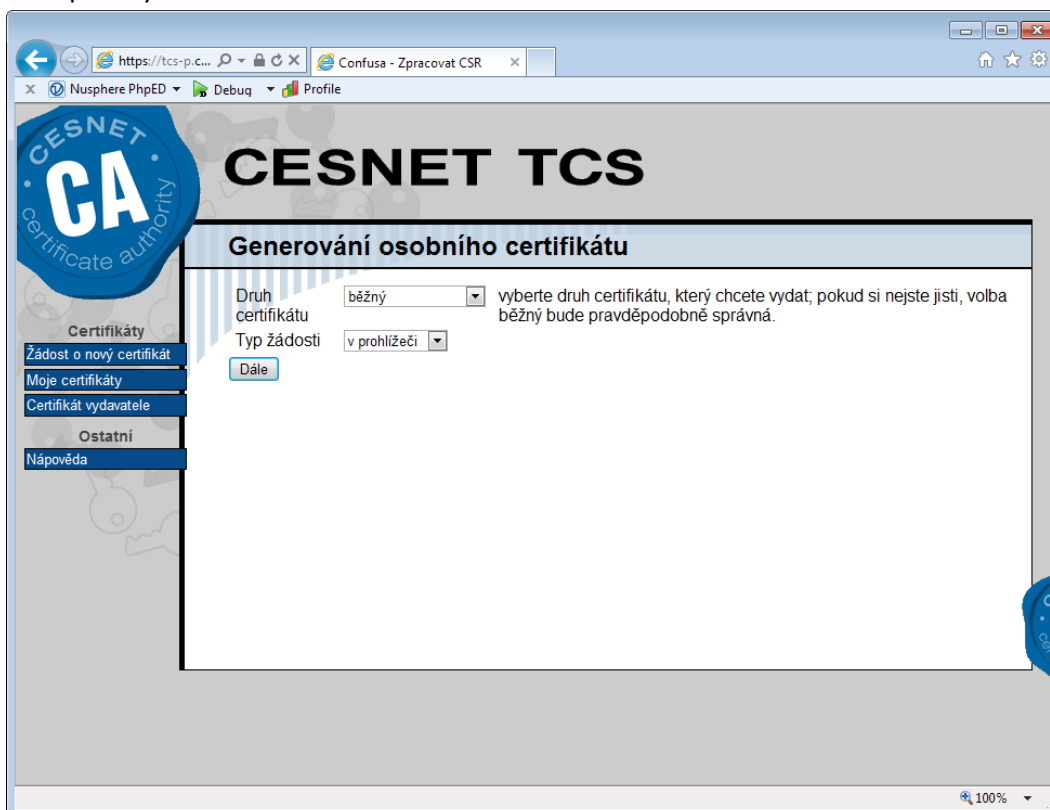 https://tcs-p.c...
Confusa - Zpracovat CSR
Nusphere PhpED
Debug
Profile
CESNET
CA
certificate authority
CESNET TCS
Generování osobního certifikátu
Druh certifikátu
běžný
vyberte druh certifikátu, který chcete vydat; pokud si nejste jisti, volba
běžný bude pravděpodobně správná.
Typ žádosti
v prohlížeči
Dále
Certifikáty
Žádost o nový certifikát
Moje certifikáty
Certifikát vydavatele
Ostatní
Nápověda
100%